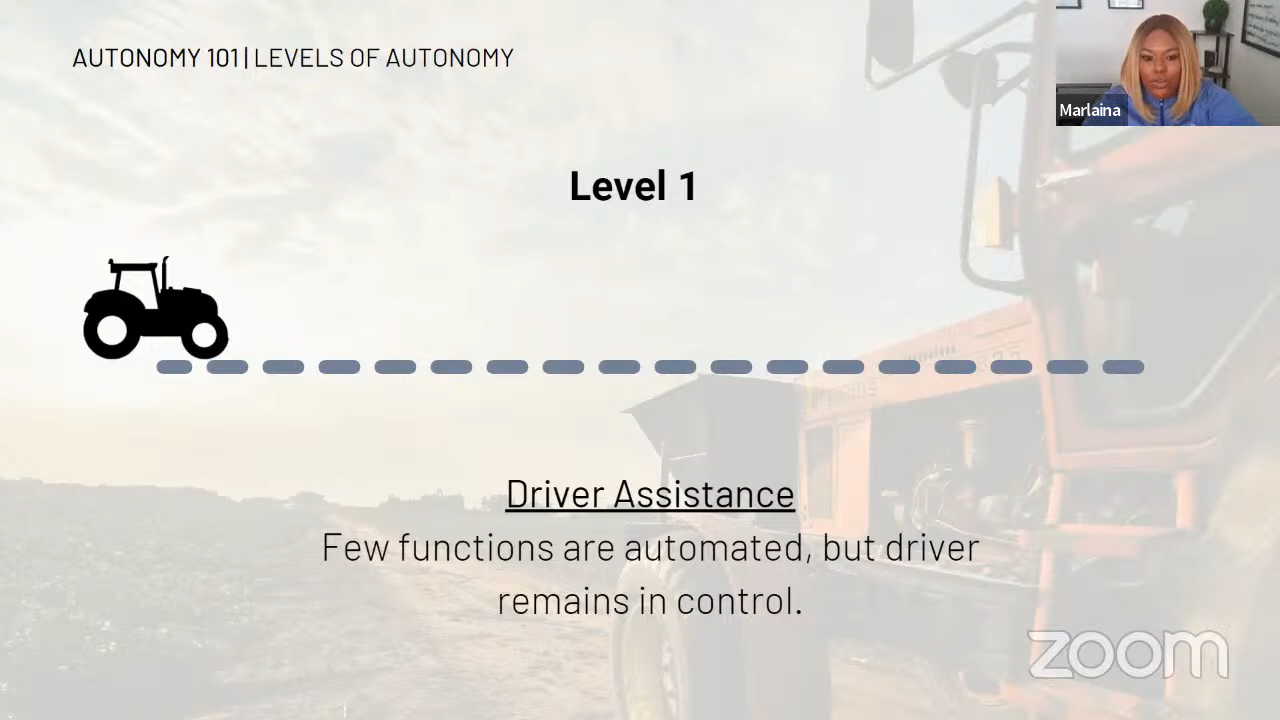 AUTONOMY 101 | LEVELS OF AUTONOMY
Marlaina
Level 1
Driver Assistance
Few functions are automated, but driver
remains in control.
zoom